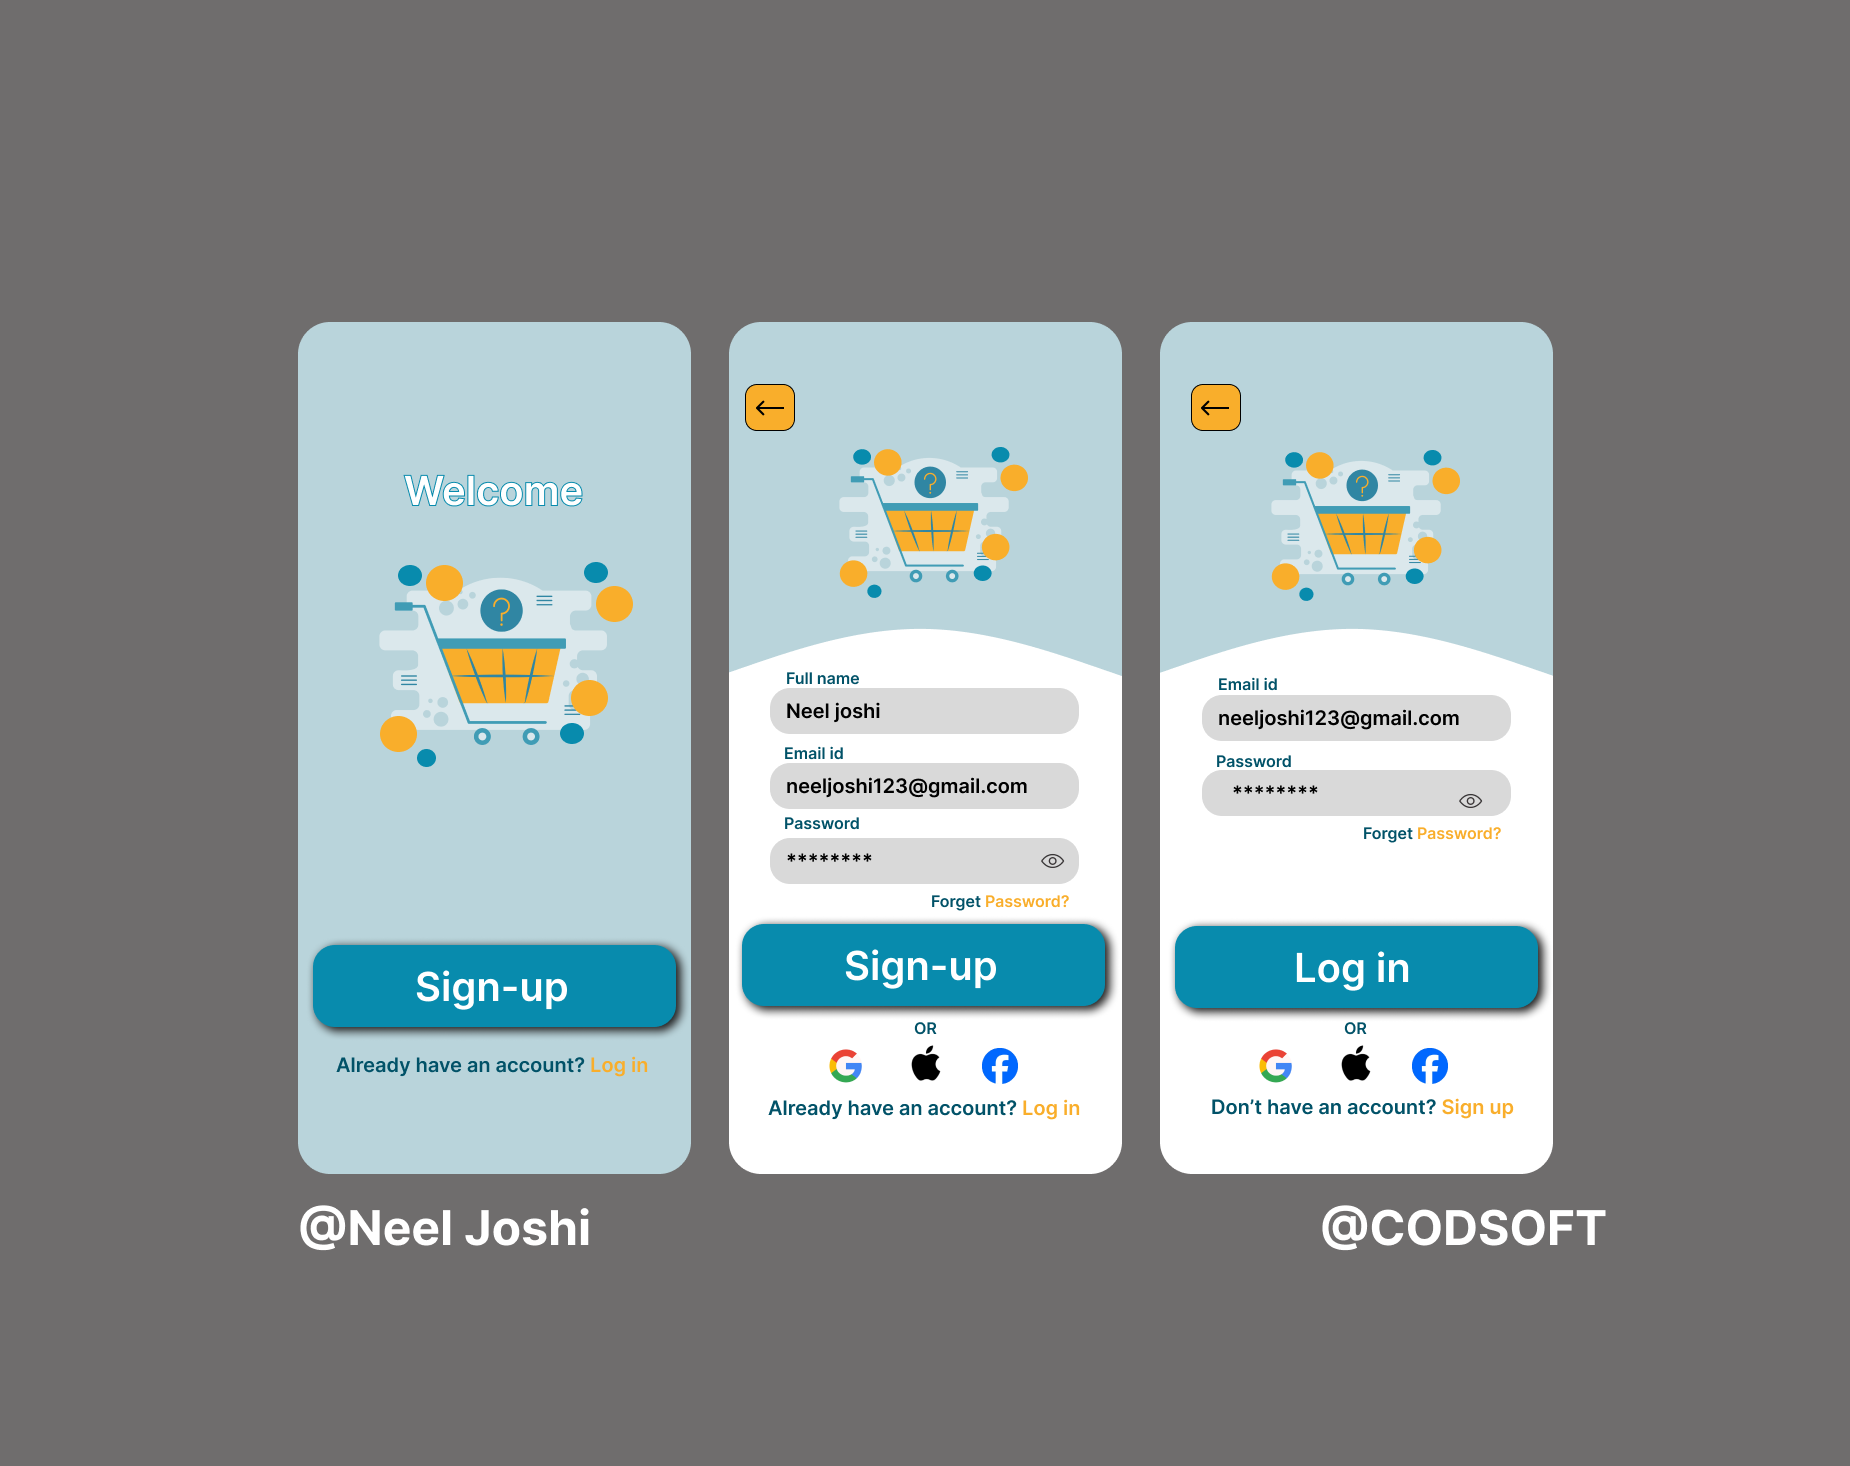 Welcome
?
Sign-up
Already have an account? Log in
?
Full name
Neel joshi
Email id
neeljoshi123@gmail.com
Password
********
Forget Password?
Sign-up
OR
Already have an account? Log in
?
Email id
neeljoshi123@gmail.com
Password
********
Forget Password?
Log in
OR
Don’t have an account? Sign up
@Neel Joshi
@CODSOFT